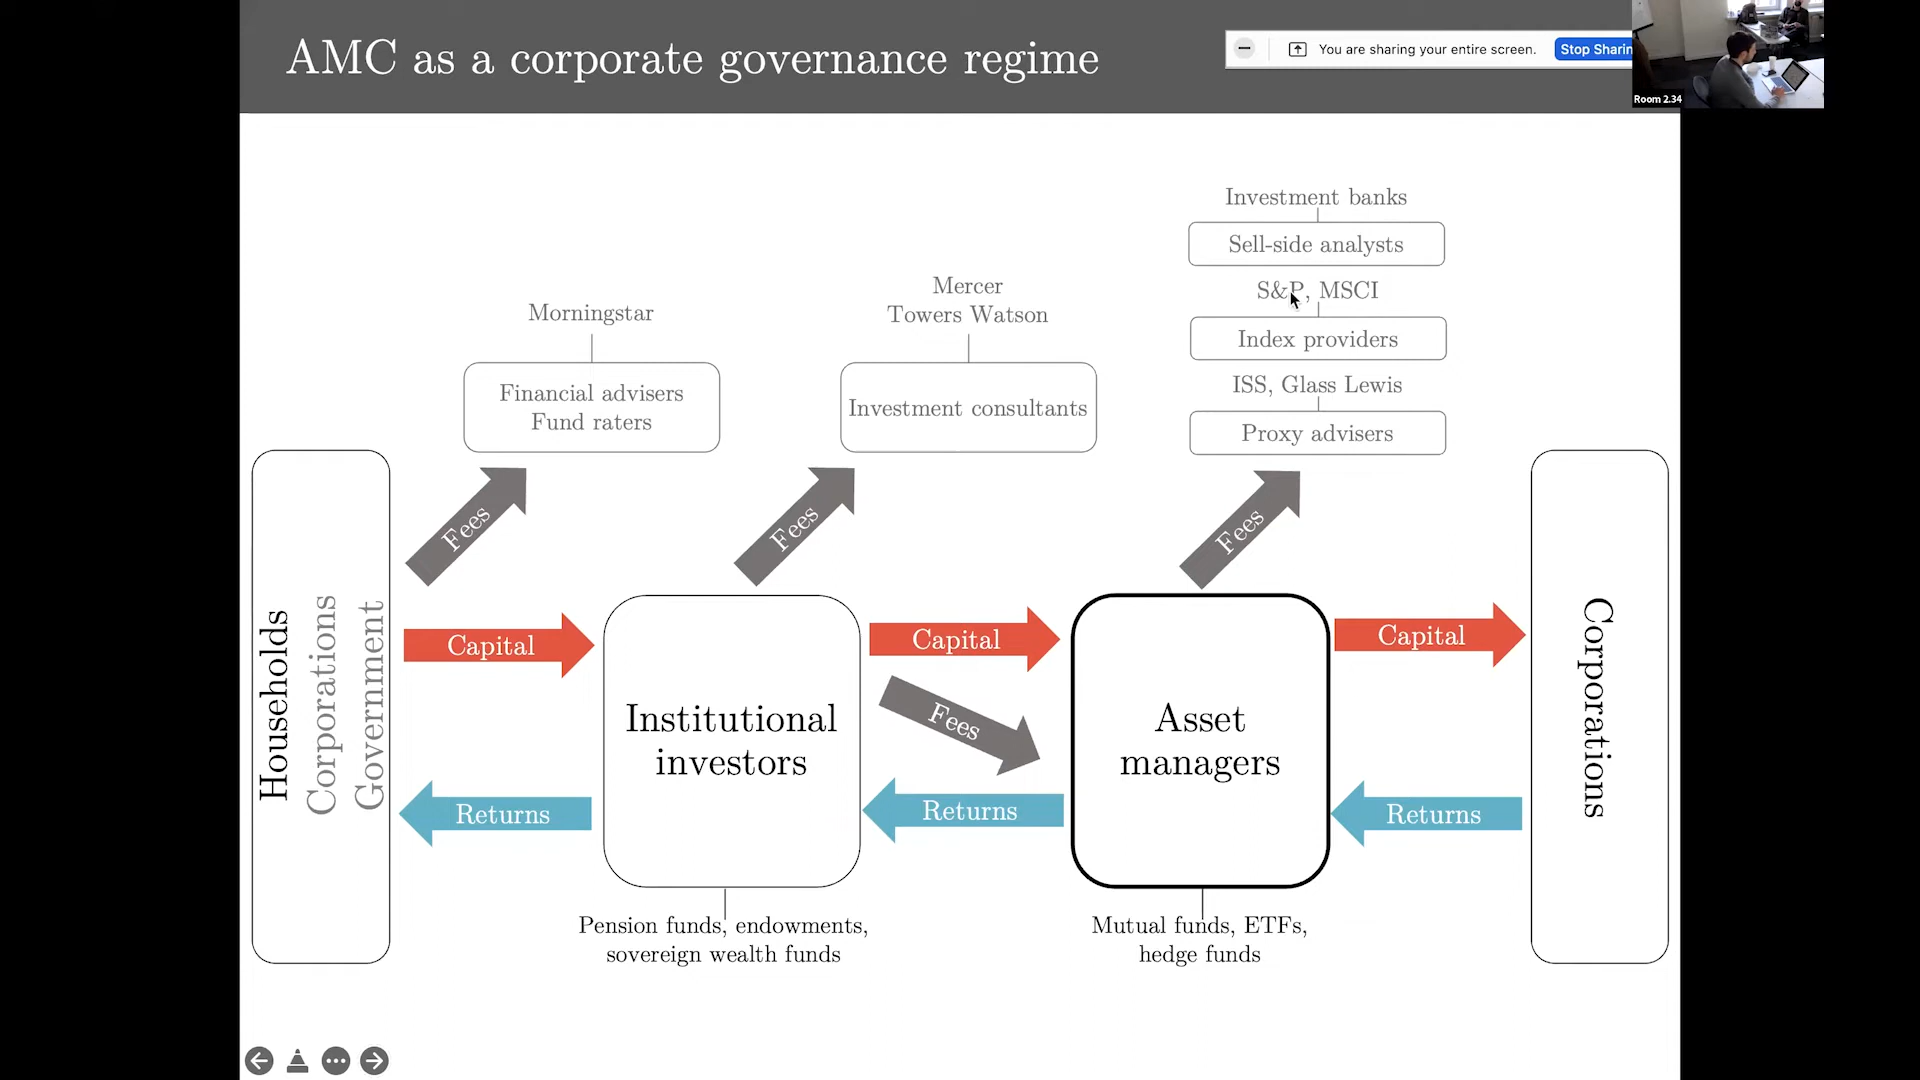 AMC as a corporate governance regime
You are sharing your entire screen.
Stop Sharin
Room 2.34
Investment banks
Sell-side analysts
S&P, MSCI
Index providers
ISS, Glass Lewis
Proxy advisers
Mercer
Towers Watson
Investment consultants
Morningstar
Financial advisers
Fund raters
Fees
Fees
Fees
Households
Corporations
Government
Capital
Returns
Institutional
investors
Capital
Fees
Returns
Asset
managers
Capital
Returns
Corporations
Pension funds, endowments,
sovereign wealth funds
Mutual funds, ETFs,
hedge funds